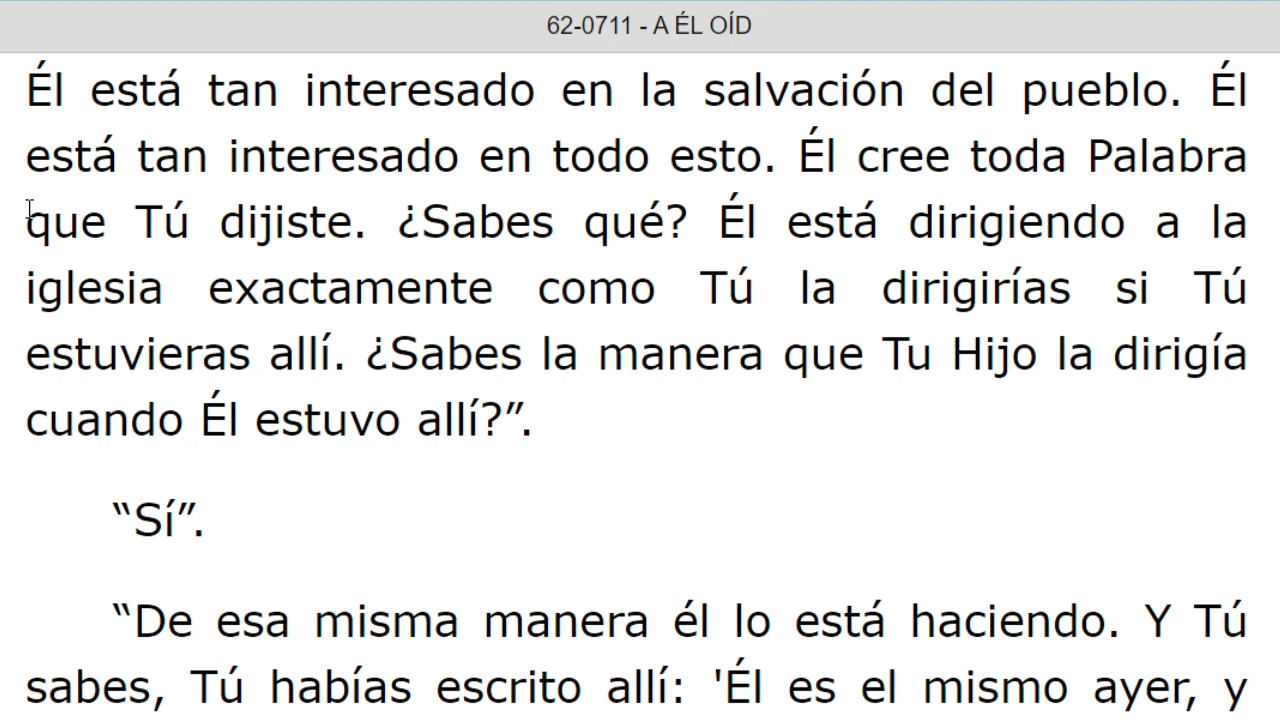 62-0711 - A ÉL OÍD
Él está tan interesado en la salvación del pueblo. Él
está tan interesado en todo esto. Él cree toda Palabra
que Tú dijiste. ¿Sabes qué? Él está dirigiendo a la
iglesia exactamente como Tú la dirigirías si Tú
estuvieras allí. ¿Sabes la manera que Tu Hijo la dirigía
cuando Él estuvo allí?”.
“Sí”.
“De esa misma manera él lo está haciendo. Y Tú
sabes, Tú habías escrito allí: 'Él es el mismo ayer, y